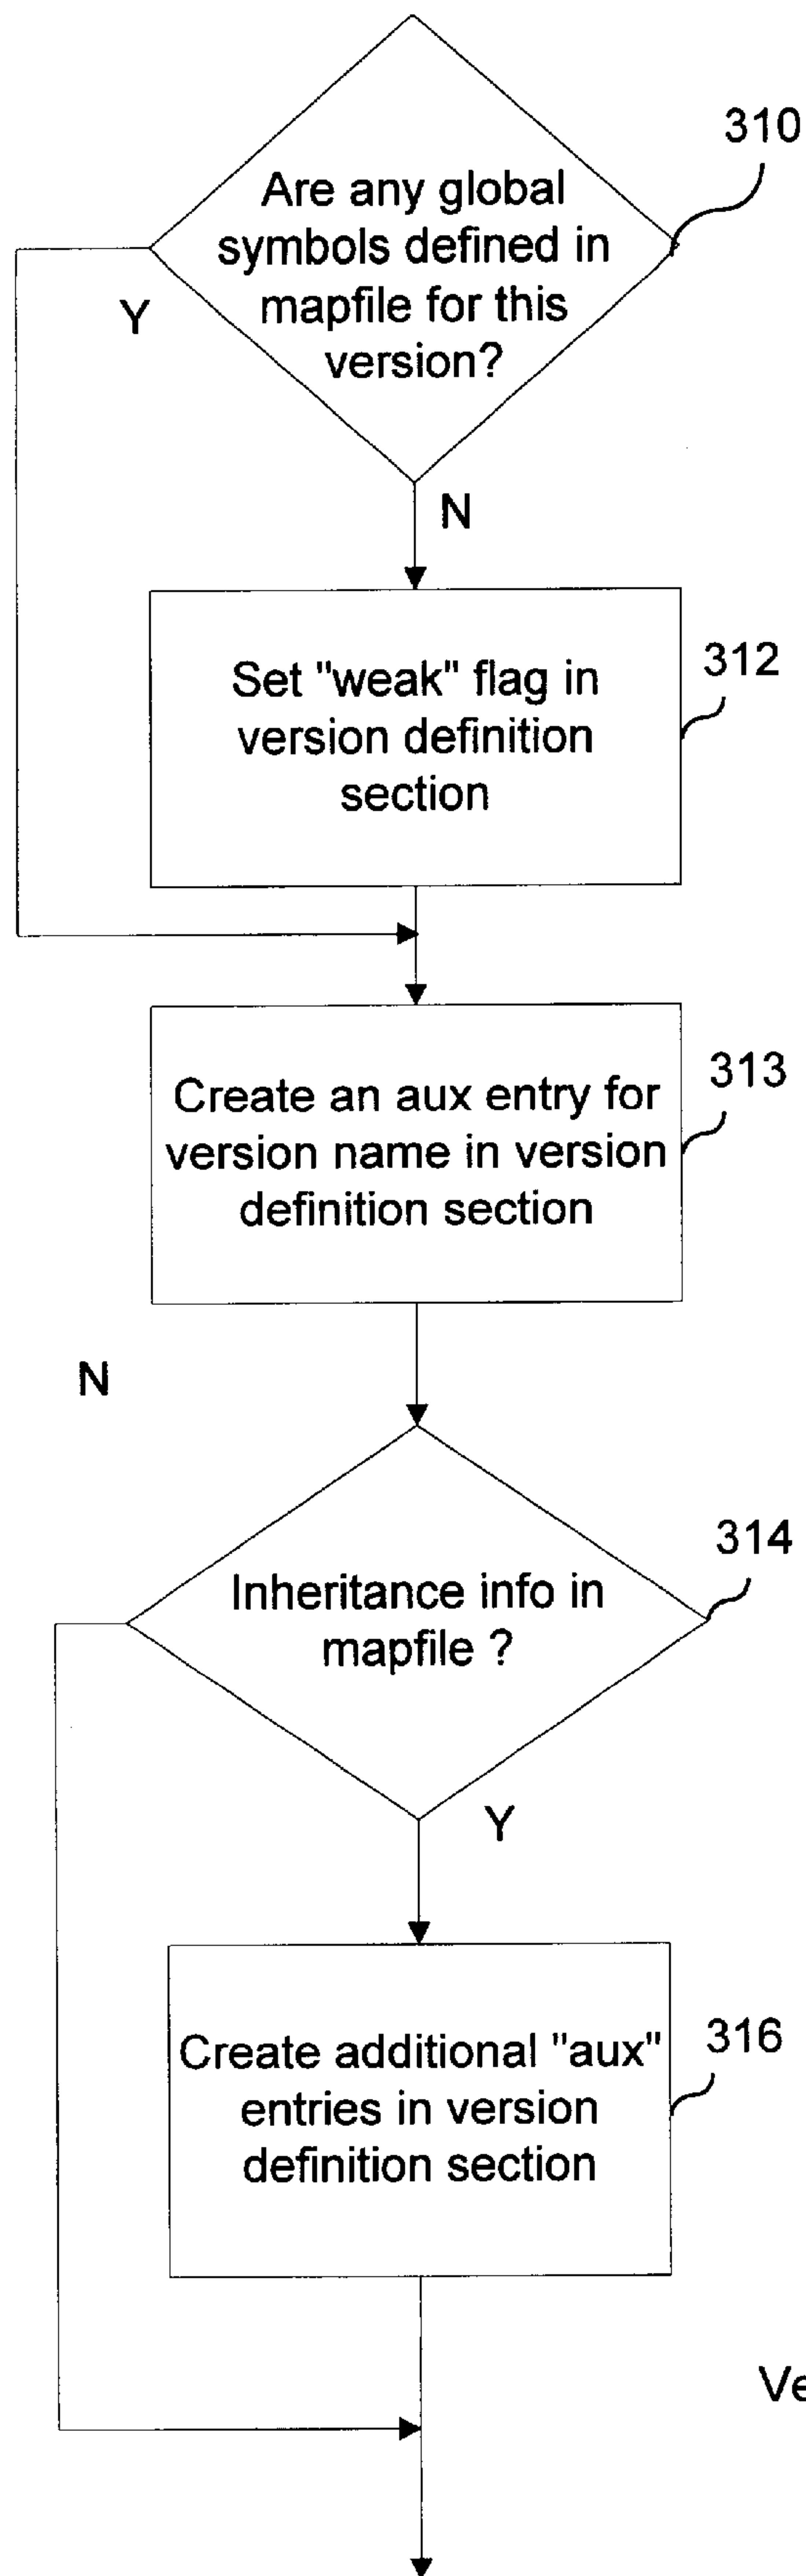 310
Are any global
symbols defined in
mapfile for this
version?
Y
N
312
Set "weak" flag in
version definition
section
313
Create an aux entry for
version name in version
definition section
N
314
Inheritance info in
mapfile ?
Y
316
Create additional "aux"
entries in version
definition section